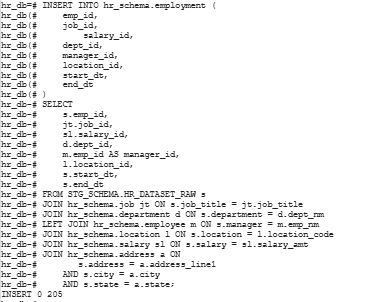 hr_db=# INSERT INTO hr_schema.employment (
hr_db(# emp_id,
hr_db(# job_id,
hr_db(# salary_id,
hr_db(# dept_id,
hr_db(# manager_id,
hr_db(# location_id,
hr_db(# start_dt,
hr_db(# end_dt
hr_db(# )
hr_db-# SELECT
hr_db-# s.emp_id,
hr_db-# jt.job_id,
hr_db-# sl.salary_id,
hr_db-# d.dept_id,
hr_db-# m.emp_id AS manager_id,
hr_db-# l.location_id,
hr_db-# s.start_dt,
hr_db-# s.end_dt
hr_db-# FROM STG_SCHEMA.HR_DATASET_RAW s
hr_db-# JOIN hr_schema.job jt ON s.job_title = jt.job_title
hr_db-# JOIN hr_schema.department d ON s.department = d.dept_nm
hr_db-# LEFT JOIN hr_schema.employee m ON s.manager = m.emp_nm
hr_db-# JOIN hr_schema.location l ON s.location = l.location_code
hr_db-# JOIN hr_schema.salary sl ON s.salary = sl.salary_amt
hr_db-# JOIN hr_schema.address a ON
hr_db-# s.address = a.address_line1
hr_db-# AND s.city = a.city
hr_db-# AND s.state = a.state;
INSERT 0 205